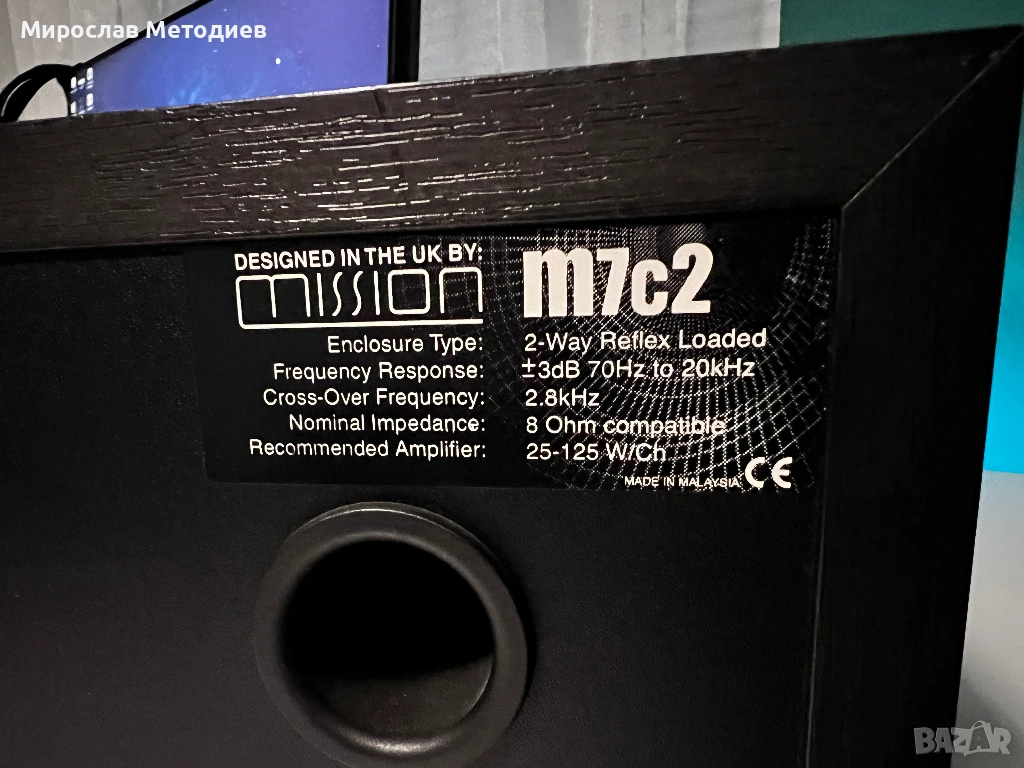 Мирослав Методиев
DESIGNED IN THE UK BY:
mission
m7c2
Enclosure Type: 2-Way Reflex Loaded
Frequency Response: ±3dB 70Hz to 20kHz
Cross-Over Frequency: 2.8kHz
Nominal Impedance: 8 Ohm compatible
Recommended Amplifier: 25-125 W/Ch
MADE IN MALAYSIA CE
BAZAR